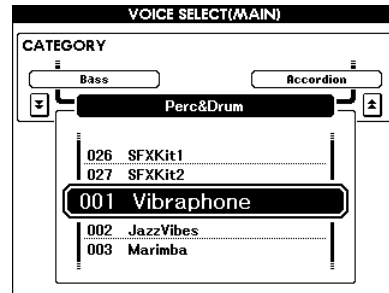 VOICE SELECT(MAIN)
CATEGORY
Bass
Accordion
Perc&Drum
026 SFXKit1
027 SFXKit2
001 Vibraphone
002 JazzVibes
003 Marimba